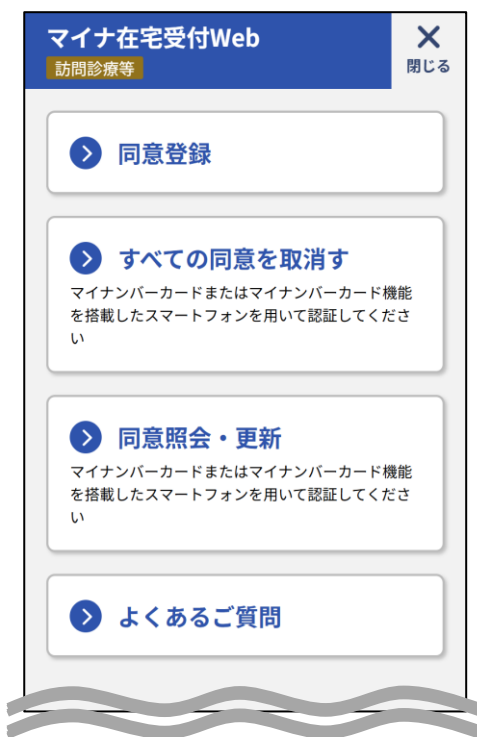 マイナ在宅受付Web
訪問診療等
閉じる
同意登録
すべての同意を取消す
マイナンバーカードまたはマイナンバーカード機能
を搭載したスマートフォンを用いて認証してくださ
い
同意照会・更新
マイナンバーカードまたはマイナンバーカード機能
を搭載したスマートフォンを用いて認証してくださ
い
よくあるご質問